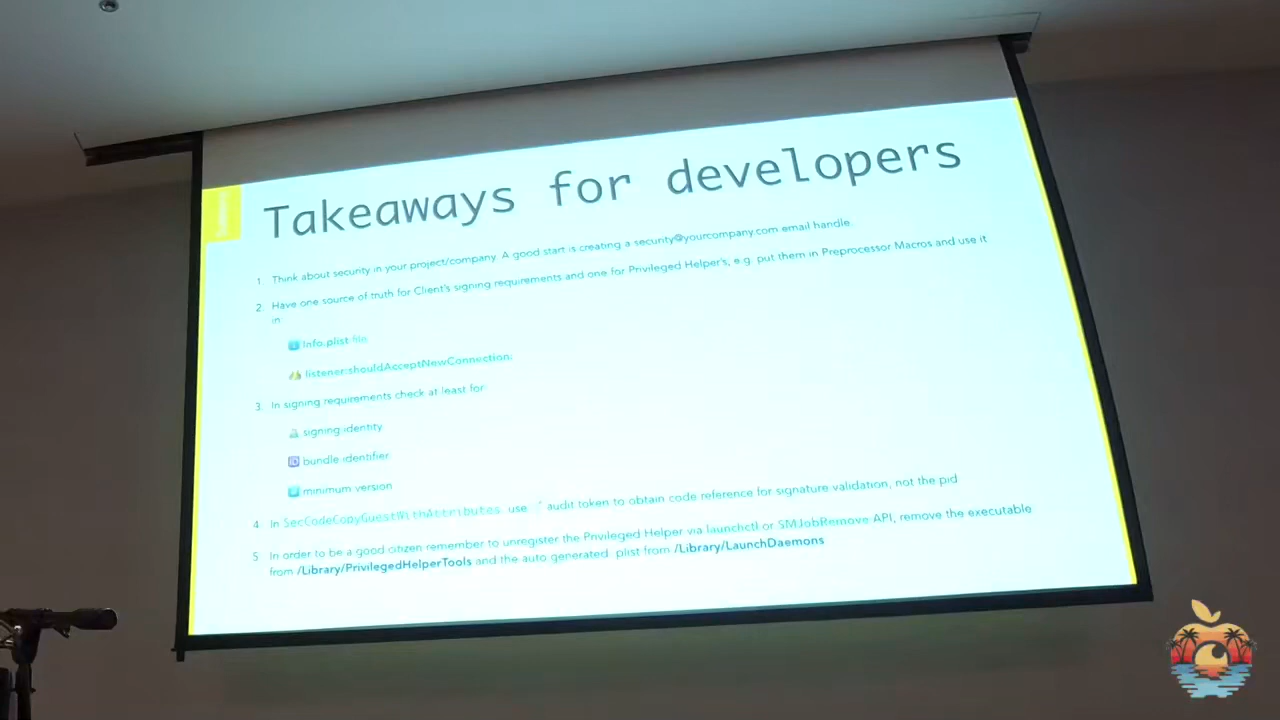 Takeaways for developers
1. Think about security in your project/company. A good start is creating a security@yourcompany.com email handle.
2. Have one source of truth for Client's signing requirements and one for Privileged Helper's, e.g. put them in Preprocessor Macros and use it
in:
Info.plist file
listener:shouldAcceptNewConnection:
3. In signing requirements check at least for:
signing identity
ID bundle identifier
minimum version
4. In SecCodeCopyGuestWithAttributes use audit token to obtain code reference for signature validation, not the pid
5. In order to be a good citizen remember to unregister the Privileged Helper via launchctl or SMJobRemove API, remove the executable
from /Library/PrivilegedHelperTools and the auto generated plist from /Library/LaunchDaemons